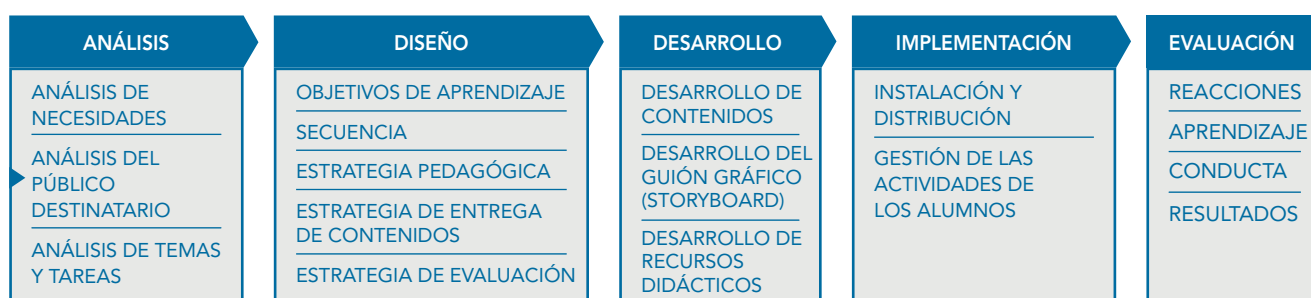 ANÁLISIS
ANÁLISIS DE
NECESIDADES
ANÁLISIS DEL
PÚBLICO
DESTINATARIO
ANÁLISIS DE TEMAS
Y TAREAS
DISEÑO
OBJETIVOS DE APRENDIZAJE
SECUENCIA
ESTRATEGIA PEDAGÓGICA
ESTRATEGIA DE ENTREGA
DE CONTENIDOS
ESTRATEGIA DE EVALUACIÓN
DESARROLLO
DESARROLLO DE
CONTENIDOS
DESARROLLO DEL
GUIÓN GRÁFICO
(STORYBOARD)
DESARROLLO DE
RECURSOS
DIDÁCTICOS
IMPLEMENTACIÓN
INSTALACIÓN Y
DISTRIBUCIÓN
GESTIÓN DE LAS
ACTIVIDADES DE
LOS ALUMNOS
EVALUACIÓN
REACCIONES
APRENDIZAJE
CONDUCTA
RESULTADOS